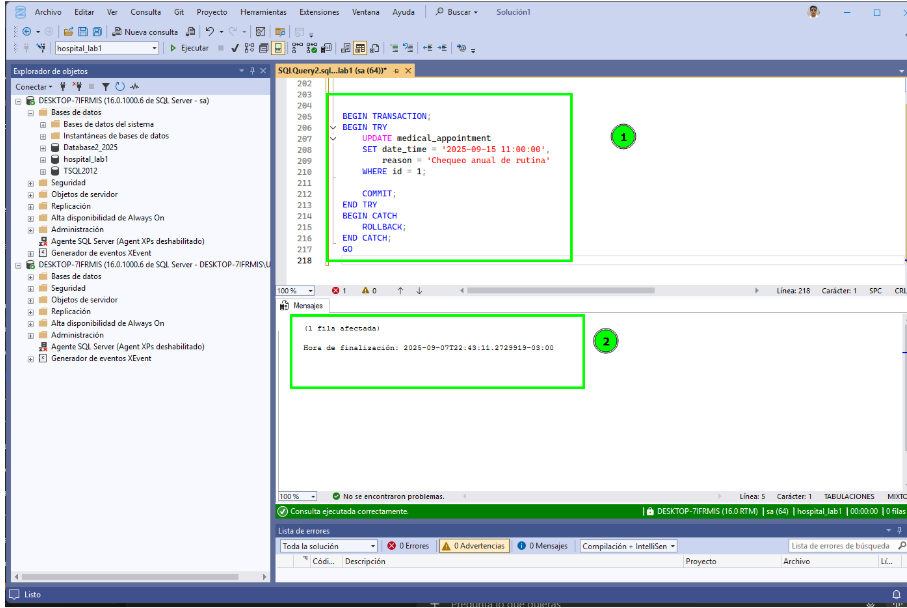 Archivo Editar Ver Consulta Git Proyecto Herramientas Extensiones Ventana Ayuda Buscar Solución1
Nueva consulta
hospital_lab1 Ejecutar
Explorador de objetos
Conectar
DESKTOP-7IFRMIS (16.0.1000.6 de SQL Server - sa)
Bases de datos
Bases de datos del sistema
Instantáneas de bases de datos
Database2_2025
hospital_lab1
TSQL2012
Seguridad
Objetos de servidor
Replicación
Alta disponibilidad de Always On
Administración
Agente SQL Server (Agent XPs deshabilitado)
Generador de eventos XEvent
DESKTOP-7IFRMIS (16.0.1000.6 de SQL Server - DESKTOP-7IFRMIS\U
Bases de datos
Seguridad
Objetos de servidor
Replicación
Alta disponibilidad de Always On
Administración
Agente SQL Server (Agent XPs deshabilitado)
Generador de eventos XEvent
SQLQuery2.sql...lab1 (sa (64))*
202
203
204
205 BEGIN TRANSACTION;
206 BEGIN TRY
207 UPDATE medical_appointment
208 SET date_time = '2025-09-15 11:00:00',
209 reason = 'Chequeo anual de rutina'
210 WHERE id = 1;
211
212 COMMIT;
213 END TRY
214 BEGIN CATCH
215 ROLLBACK;
216 END CATCH;
217 GO
218
1
100 % 1 0 Línea: 218 Carácter: 1 SPC CRL
Mensajes
(1 fila afectada)
Hora de finalización: 2025-09-07T22:43:11.2729919-03:00
2
100 % No se encontraron problemas. Línea: 5 Carácter: 1 TABULACIONES MIXTO
Consulta ejecutada correctamente. DESKTOP-7IFRMIS (16.0 RTM) sa (64) hospital_lab1 00:00:00 0 filas
Lista de errores
Toda la solución 0 Errores 0 Advertencias 0 Mensajes Compilación + IntelliSen Lista de errores de búsqueda
Códi... Descripción Proyecto Archivo Lí...
Listo